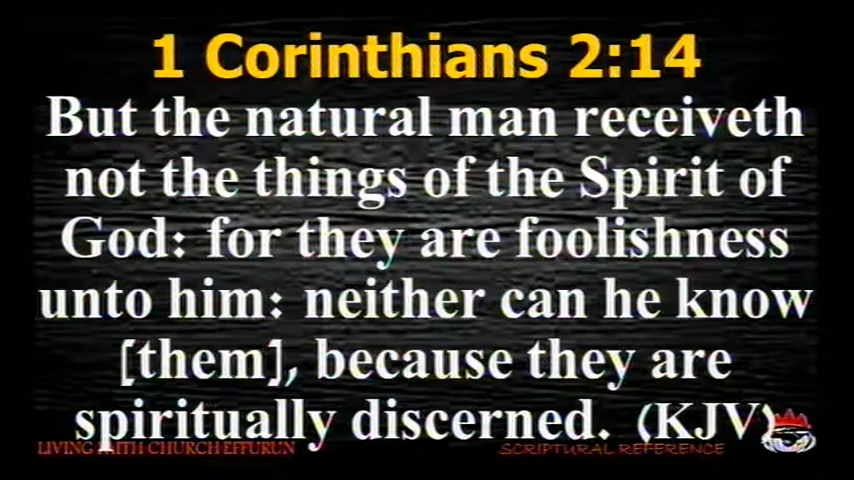 1 Corinthians 2:14
But the natural man receiveth
not the things of the Spirit of
God: for they are foolishness
unto him: neither can he know
[them], because they are
spiritually discerned. (KJV)
LIVING FAITH CHURCH EFFURUN
SCRIPTURAL REFERENCE